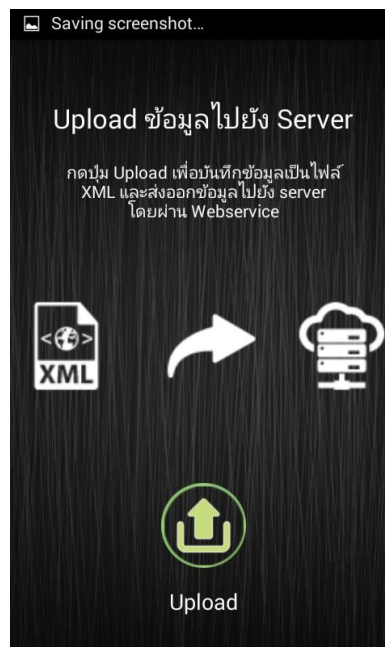 Saving screenshot...
Upload ข้อมูลไปยัง Server
กดปุ่ม Upload เพื่อบันทึกข้อมูลเป็นไฟล์
XML และส่งออกข้อมูลไปยัง server
โดยผ่าน Webservice
XML
Upload